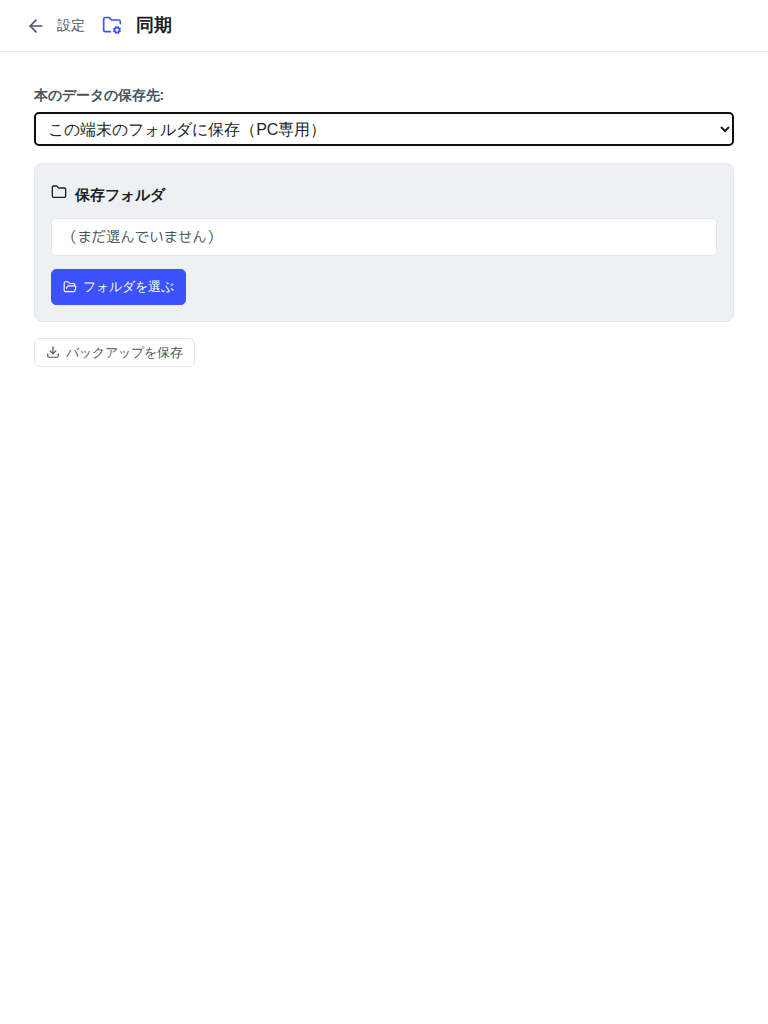 設定 同期
本のデータの保存先:
この端末のフォルダに保存（PC専用）
保存フォルダ
（まだ選んでいません）
フォルダを選ぶ
バックアップを保存